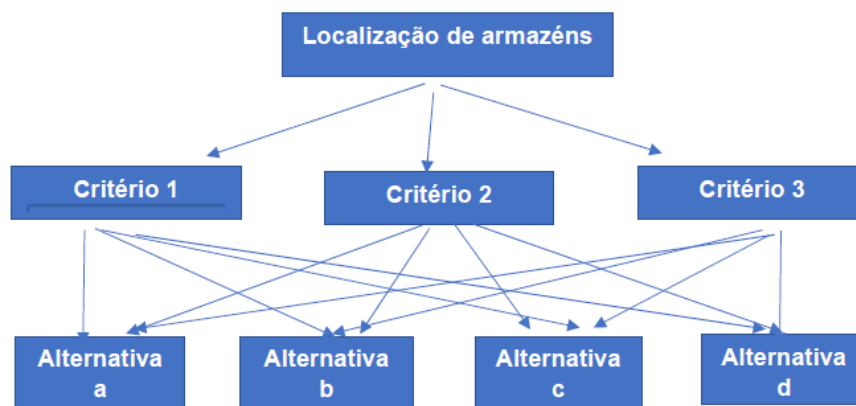 Localização de armazéns
Critério 1
Critério 2
Critério 3
Alternativa
a
Alternativa
b
Alternativa
c
Alternativa
d